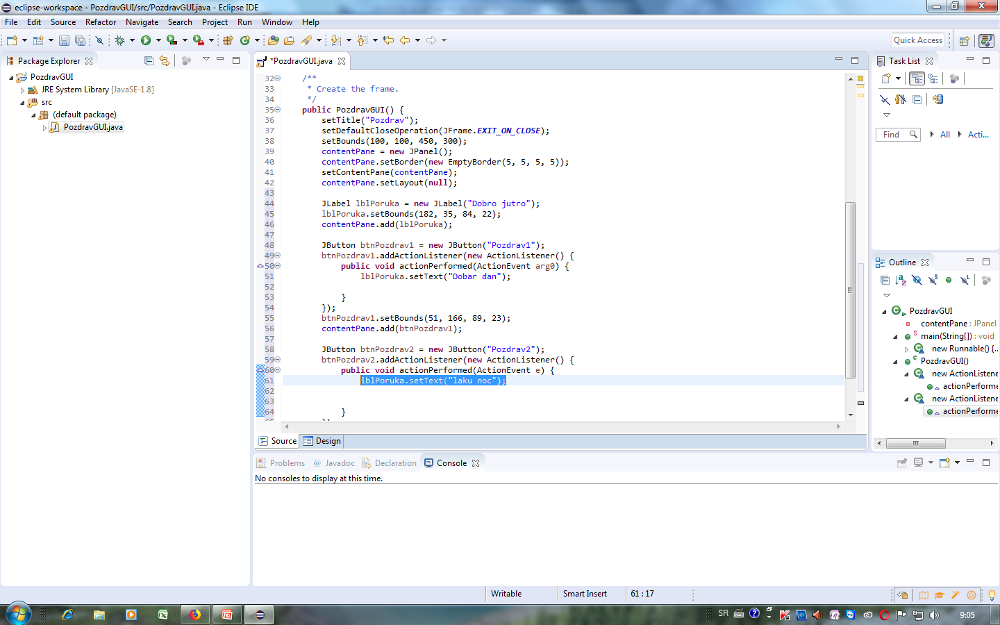 eclipse-workspace - PozdravGUI/src/PozdravGUI.java - Eclipse IDE
File Edit Source Refactor Navigate Search Project Run Window Help
Quick Access
Package Explorer
PozdravGUI
JRE System Library [JavaSE-1.8]
src
(default package)
PozdravGUI.java
*PozdravGUI.java
32 /**
33 * Create the frame.
34 */
35 public PozdravGUI() {
36 setTitle("Pozdrav");
37 setDefaultCloseOperation(JFrame.EXIT_ON_CLOSE);
38 setBounds(100, 100, 450, 300);
39 contentPane = new JPanel();
40 contentPane.setBorder(new EmptyBorder(5, 5, 5, 5));
41 setContentPane(contentPane);
42 contentPane.setLayout(null);
43
44 JLabel lblPoruka = new JLabel("Dobro jutro");
45 lblPoruka.setBounds(182, 35, 84, 22);
46 contentPane.add(lblPoruka);
47
48 JButton btnPozdrav1 = new JButton("Pozdrav1");
49 btnPozdrav1.addActionListener(new ActionListener() {
50 public void actionPerformed(ActionEvent arg0) {
51 lblPoruka.setText("Dobar dan");
52
53 }
54 });
55 btnPozdrav1.setBounds(51, 166, 89, 23);
56 contentPane.add(btnPozdrav1);
57
58 JButton btnPozdrav2 = new JButton("Pozdrav2");
59 btnPozdrav2.addActionListener(new ActionListener() {
60 public void actionPerformed(ActionEvent e) {
61 lblPoruka.setText("laku noc");
62
63
64 }
Source Design
Task List
Find All Acti...
Outline
PozdravGUI
contentPane : JPanel
main(String[]) : void
new Runnable() {..
PozdravGUI()
new ActionListene
actionPerforme
new ActionListene
actionPerforme
Problems @ Javadoc Declaration Console
No consoles to display at this time.
Writable Smart Insert 61 : 17
SR 9:05